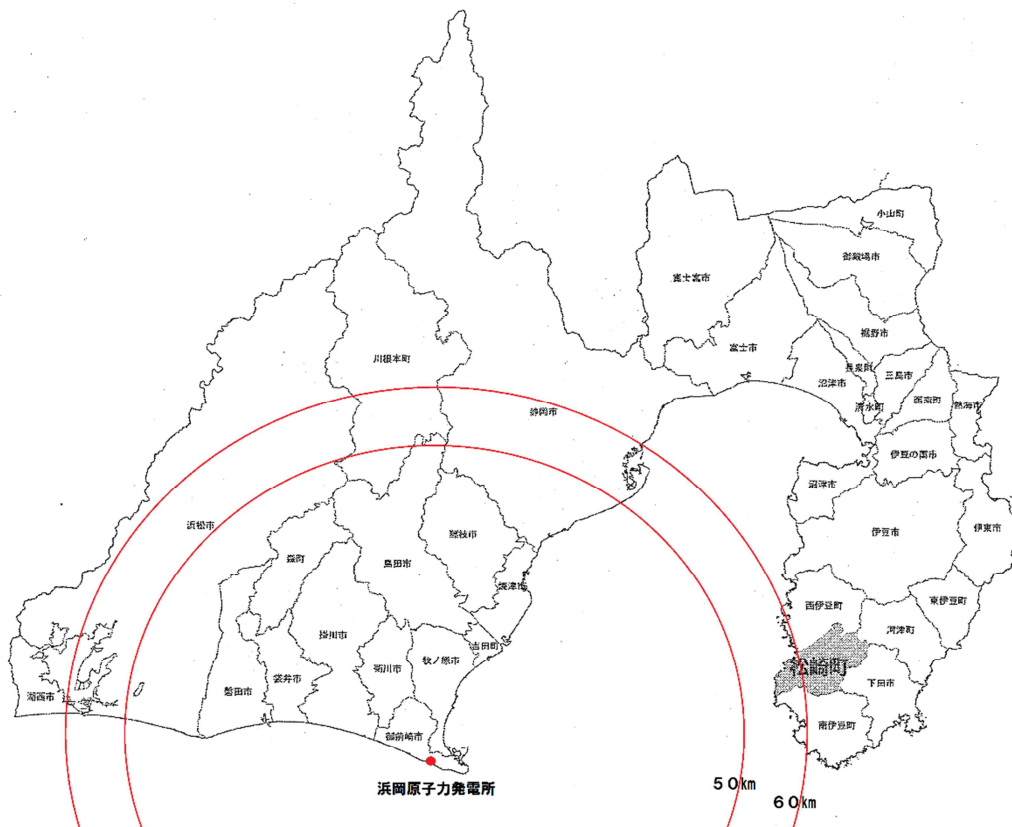 小山町
御殿場市
富士宮市
裾野市
富士市
長泉町
三島市
川根本町
沼津市
函南町
熱海市
清水町
静岡市
伊豆の国市
沼津市
浜松市
伊豆市
伊東市
藤枝市
森町
島田市
焼津市
西伊豆町
東伊豆町
掛川市
河津町
吉田町
菊川市
牧ノ原市
松崎町
袋井市
下田市
磐田市
湖西市
南伊豆町
御前崎市
浜岡原子力発電所
50㎞
60㎞